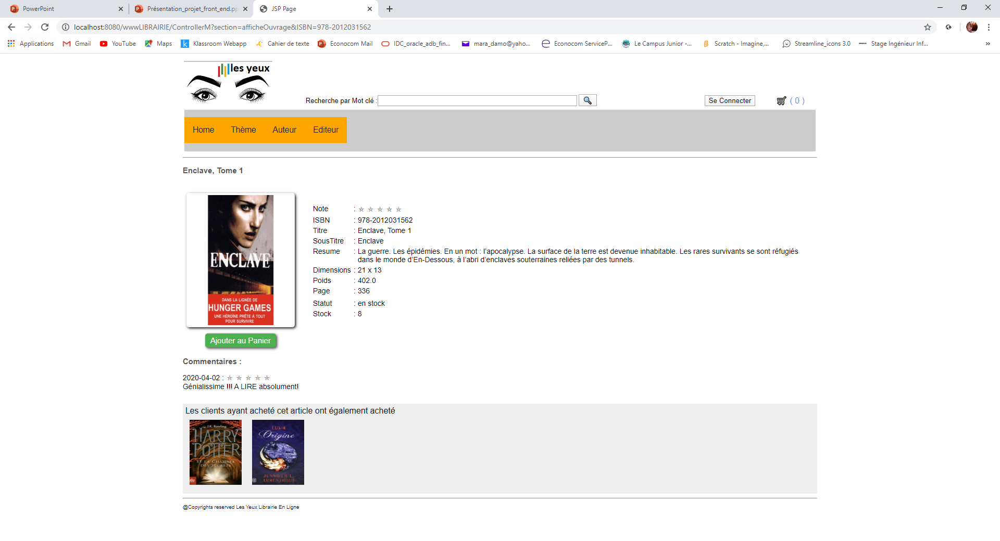 PowerPoint
Présentation_projet_front_end.pp
JSP Page
localhost:8080/wwwLIBRAIRIE/ControllerM?section=afficheOuvrage&ISBN=978-2012031562
Applications
Gmail
YouTube
Maps
Klassroom Webapp
Cahier de texte
Econocom Mail
IDC_oracle_adb_fin...
mara_damo@yaho...
Econocom ServiceP...
Le Campus Junior -...
Scratch - Imagine,...
Streamline_icons 3.0
Stage Ingénieur Inf...
les yeux
Recherche par Mot clé :
Se Connecter
( 0 )
Home
Thème
Auteur
Editeur
Enclave, Tome 1
ENCLAVE
DANS LA LIGNÉE DE
HUNGER GAMES
UNE HÉROÏNE PRÊTE À TOUT
POUR SURVIVRE
Note :
ISBN : 978-2012031562
Titre : Enclave, Tome 1
SousTitre : Enclave
Resume : La guerre. Les épidémies. En un mot : l’apocalypse. La surface de la terre est devenue inhabitable. Les rares survivants se sont réfugiés
dans le monde d’En-Dessous, à l’abri d’enclaves souterraines reliées par des tunnels.
Dimensions : 21 x 13
Poids : 402.0
Page : 336
Statut : en stock
Stock : 8
Ajouter au Panier
Commentaires :
2020-04-02 :
Génialissime !!! A LIRE absolument!
Les clients ayant acheté cet article ont également acheté
J.K. Rowling
HARRY
POTTER
ET LA CHAMBRE
DES SECRETS
LUX-4
Origine
JENNIFER L.
ARMENTROUT
@Copyrights reserved Les Yeux Librairie En Ligne